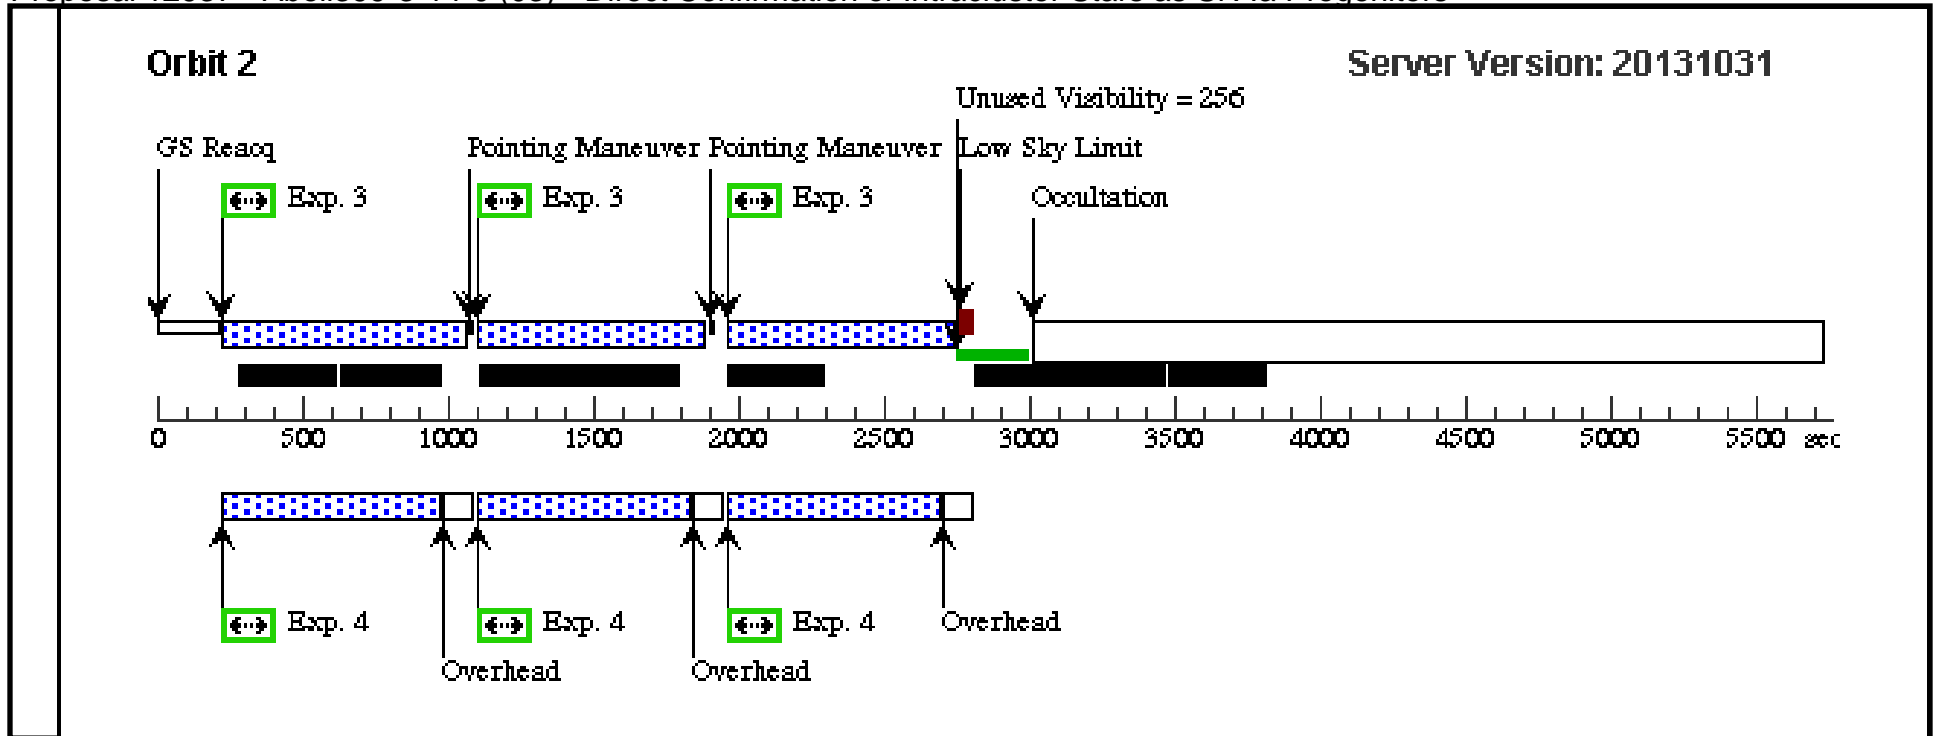 Orbit 2
Server Version: 20131031
Unused Visibility = 256
GS Reacq
Pointing Maneuver
Pointing Maneuver
Low Sky Limit
Exp. 3
Exp. 3
Exp. 3
Occultation
0 500 1000 1500 2000 2500 3000 3500 4000 4500 5000 5500 sec
Exp. 4
Exp. 4
Exp. 4
Overhead
Overhead
Overhead